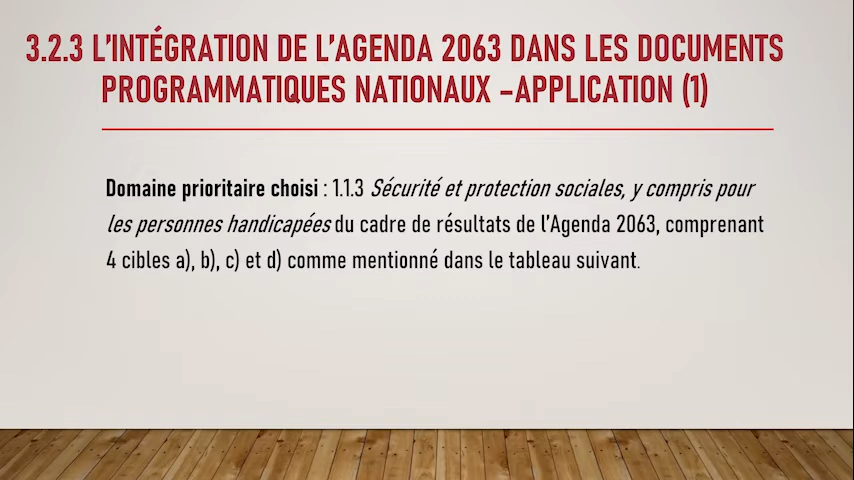 3.2.3 L'INTÉGRATION DE L'AGENDA 2063 DANS LES DOCUMENTS
PROGRAMMATIQUES NATIONAUX -APPLICATION (1)
Domaine prioritaire choisi : 1.1.3 Sécurité et protection sociales, y compris pour
les personnes handicapées du cadre de résultats de l'Agenda 2063, comprenant
4 cibles a), b), c) et d) comme mentionné dans le tableau suivant.